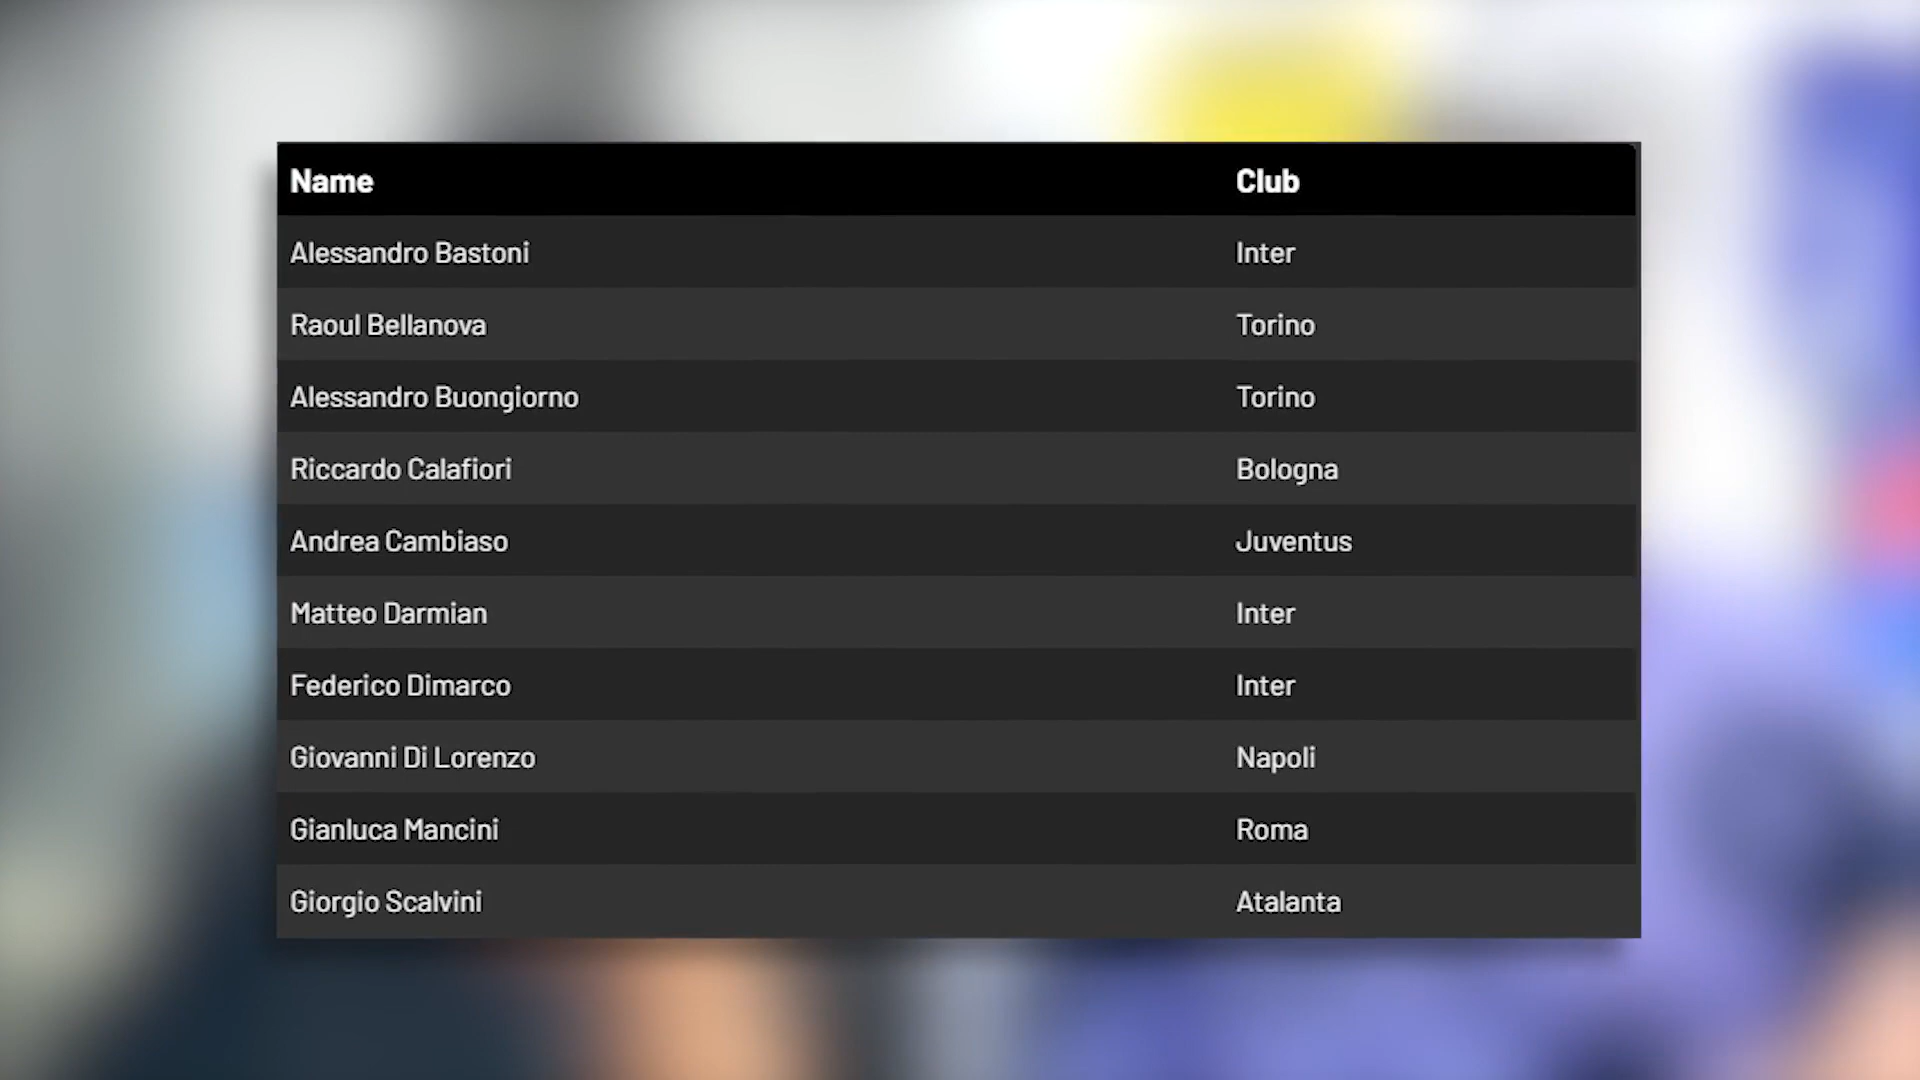 Name Club
Alessandro Bastoni Inter
Raoul Bellanova Torino
Alessandro Buongiorno Torino
Riccardo Calafiori Bologna
Andrea Cambiaso Juventus
Matteo Darmian Inter
Federico Dimarco Inter
Giovanni Di Lorenzo Napoli
Gianluca Mancini Roma
Giorgio Scalvini Atalanta